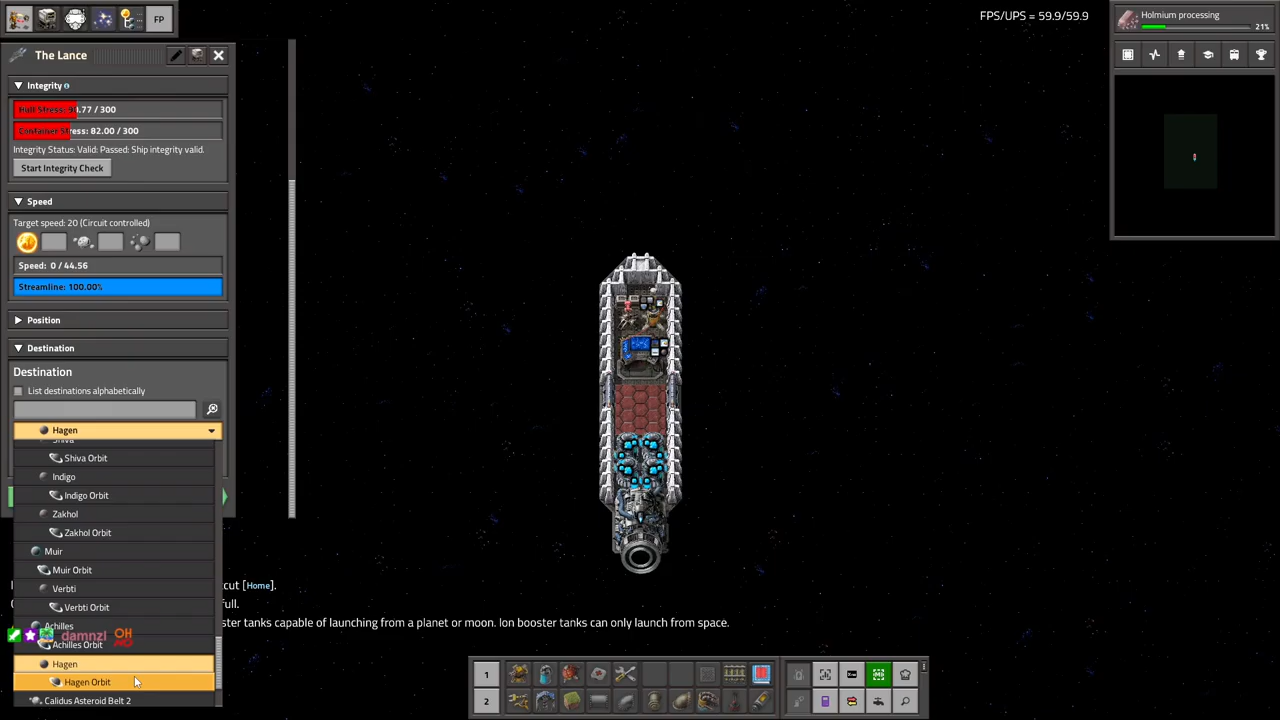 FP
FPS/UPS = 59.9/59.9
Holmium processing
21%
The Lance
Integrity
Hull Stress: 90.77 / 300
Container Stress: 82.00 / 300
Integrity Status: Valid: Passed: Ship integrity valid.
Start Integrity Check
Speed
Target speed: 20 (Circuit controlled)
Speed: 0 / 44.56
Streamline: 100.00%
Position
Destination
Destination
List destinations alphabetically
Hagen
Shiva
Shiva Orbit
Indigo
Indigo Orbit
Zakhol
Zakhol Orbit
Muir
Muir Orbit
Verbti
Verbti Orbit
Achilles
Achilles Orbit
Hagen
Hagen Orbit
Calidus Asteroid Belt 2
cut [Home].
full.
ster tanks capable of launching from a planet or moon. Ion booster tanks can only launch from space.
damnzl
OH
1
2